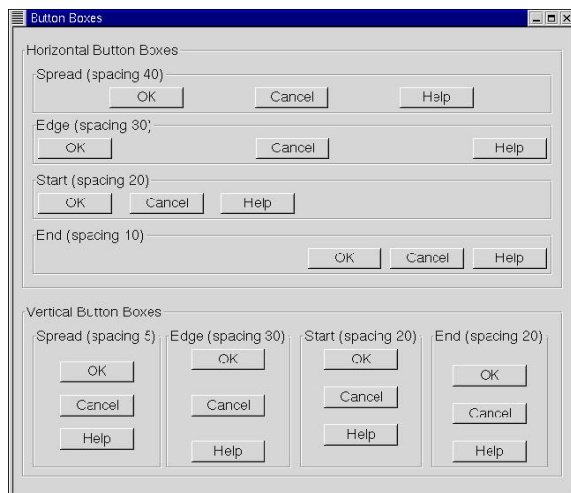 Button Boxes
Horizontal Button Boxes
Spread (spacing 40)
OK Cancel Help
Edge (spacing 30)
OK Cancel Help
Start (spacing 20)
OK Cancel Help
End (spacing 10)
OK Cancel Help
Vertical Button Boxes
Spread (spacing 5) Edge (spacing 30) Start (spacing 20) End (spacing 20)
OK OK OK OK
Cancel Cancel Cancel Cancel
Help Help Help Help